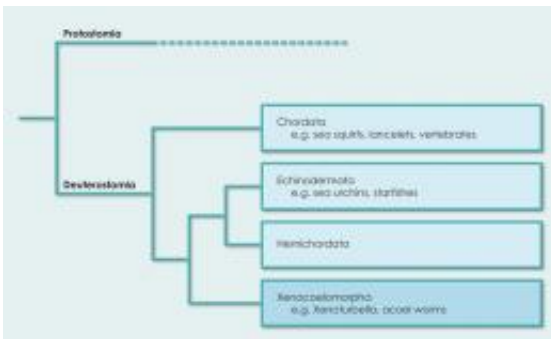 Protostomia
Chordata
e.g. sea squirts, lancelets, vertebrates
Echinodermata
e.g. sea urchins, starfishes
Deuterostomia
Hemichordata
Xenacoelomorpha
e.g. Xenoturbella, acoel worms